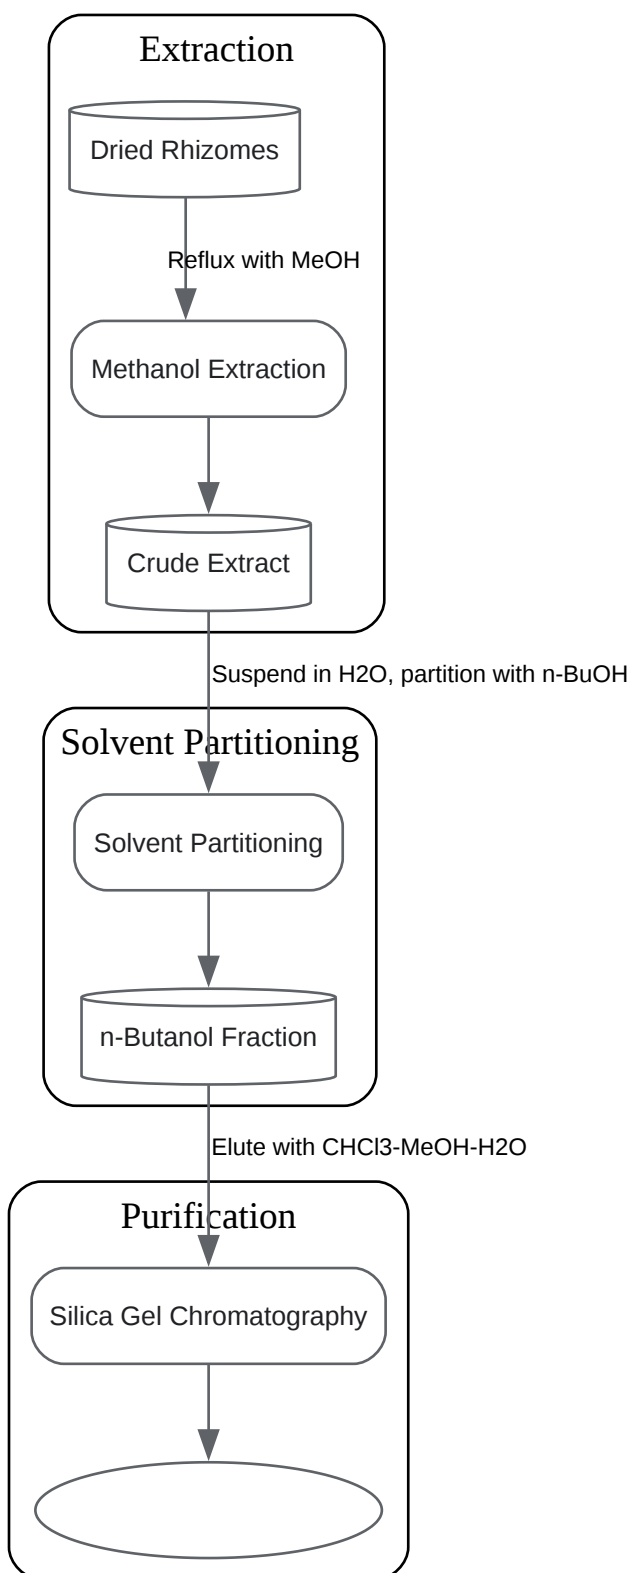 Extraction
Dried Rhizomes
Reflux with MeOH
Methanol Extraction
Crude Extract
Suspend in H2O, partition with n-BuOH
Solvent Partitioning
Solvent Partitioning
n-Butanol Fraction
Elute with CHCl3-MeOH-H2O
Purification
Silica Gel Chromatography